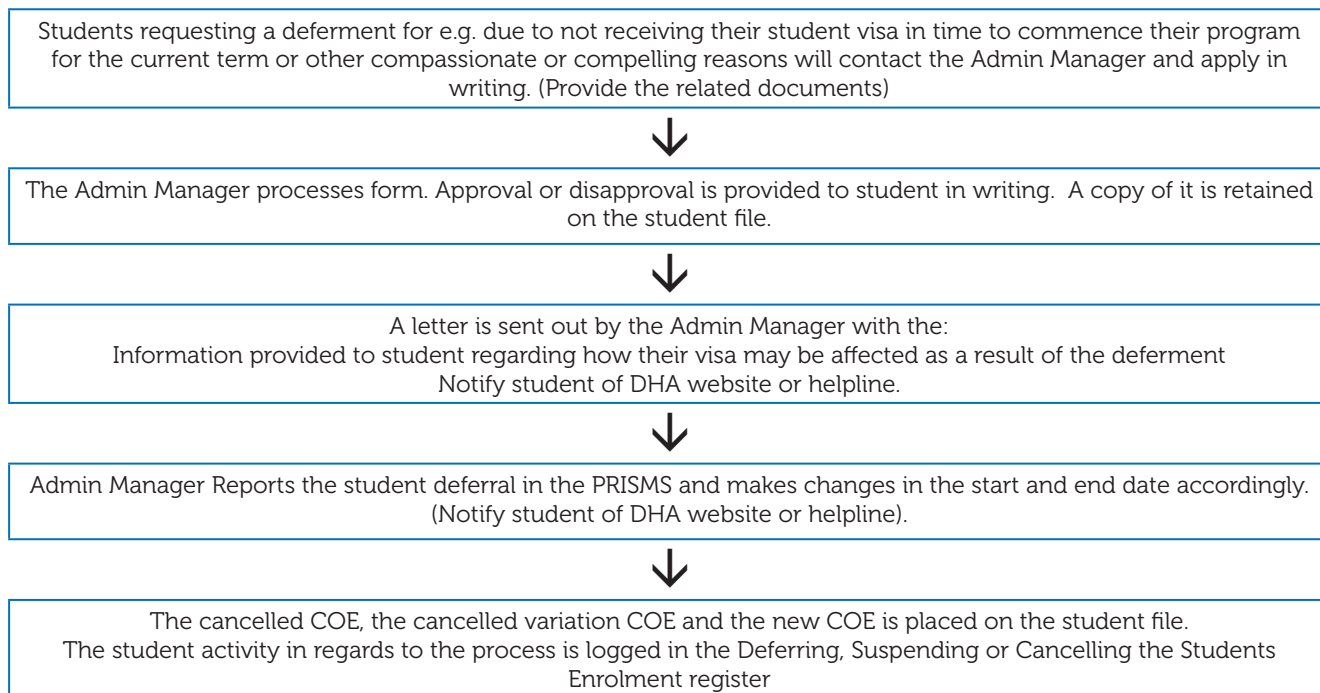 Students requesting a deferment for e.g. due to not receiving their student visa in time to commence their program
for the current term or other compassionate or compelling reasons will contact the Admin Manager and apply in
writing. (Provide the related documents)
The Admin Manager processes form. Approval or disapproval is provided to student in writing.  A copy of it is retained
on the student file.
A letter is sent out by the Admin Manager with the:
Information provided to student regarding how their visa may be affected as a result of the deferment
Notify student of DHA website or helpline.
Admin Manager Reports the student deferral in the PRISMS and makes changes in the start and end date accordingly.
(Notify student of DHA website or helpline).
The cancelled COE, the cancelled variation COE and the new COE is placed on the student file.
The student activity in regards to the process is logged in the Deferring, Suspending or Cancelling the Students
Enrolment register